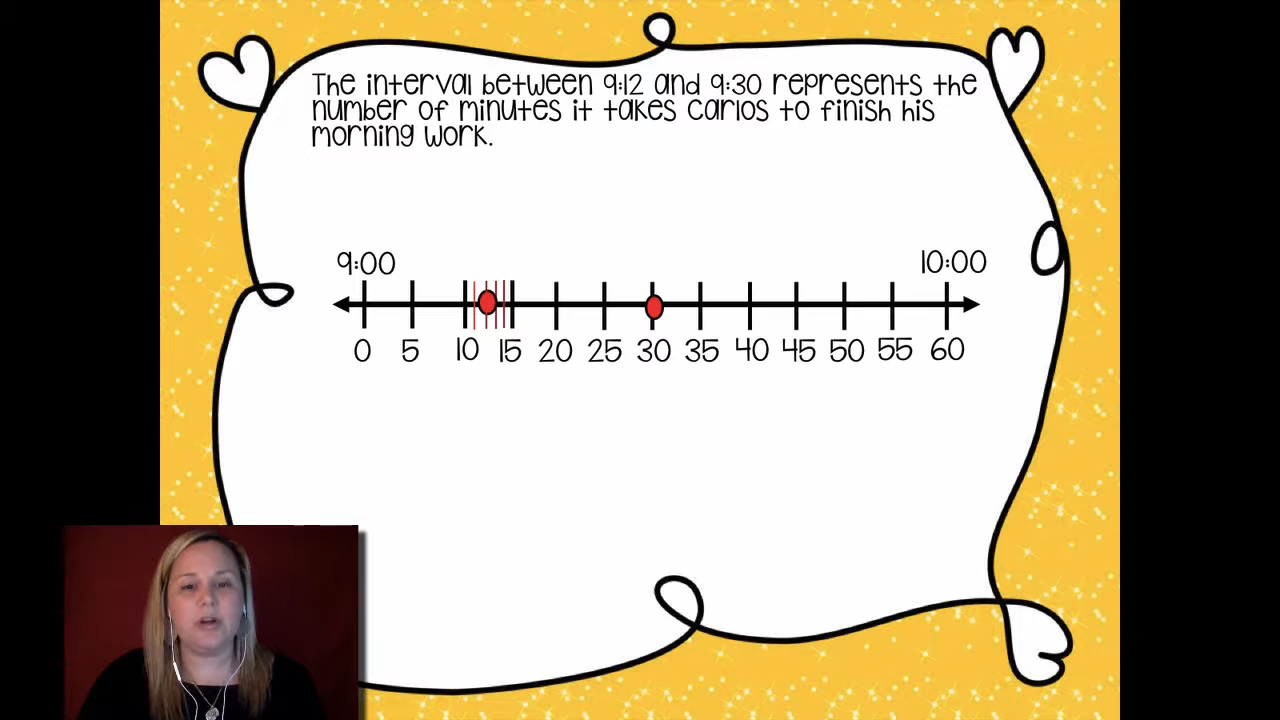 The interval between 9:12 and 9:30 represents the
number of minutes it takes Carlos to finish his
morning work.
9:00 10:00
0 5 10 15 20 25 30 35 40 45 50 55 60